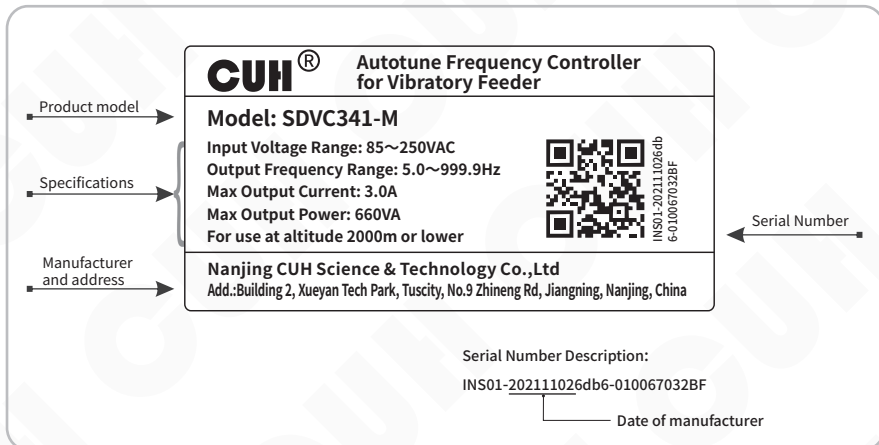 CUH® Autotune Frequency Controller
for Vibratory Feeder
Product model
Model: SDVC341-M
Specifications
Input Voltage Range: 85～250VAC
Output Frequency Range: 5.0～999.9Hz
Max Output Current: 3.0A
Max Output Power: 660VA
For use at altitude 2000m or lower
INS01-202111026db
6-010067032BF
Serial Number
Manufacturer
and address
Nanjing CUH Science & Technology Co.,Ltd
Add.:Building 2, Xueyan Tech Park, Tuscity, No.9 Zhineng Rd, Jiangning, Nanjing, China
Serial Number Description:
INS01-202111026db6-010067032BF
Date of manufacturer